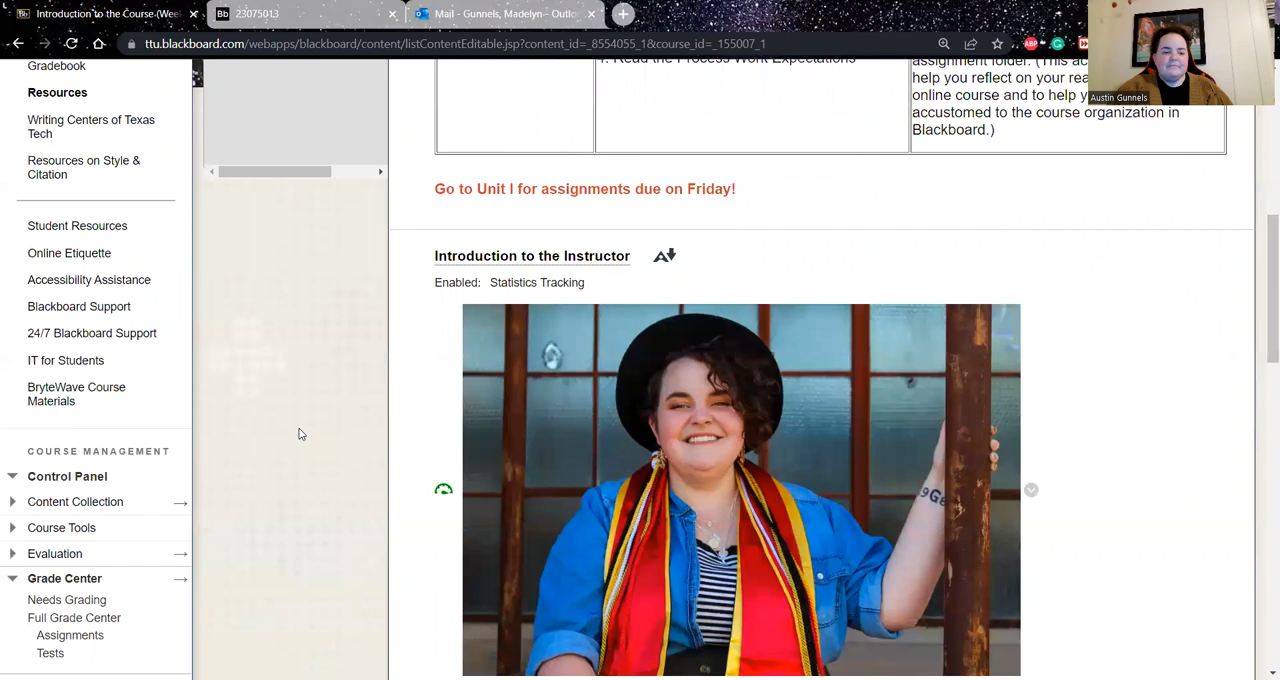 Introduction to the Course (Wee
Bb 23075013
Mail - Gunnels, Madelyn - Outlo
ttu.blackboard.com/webapps/blackboard/content/listContentEditable.jsp?content_id=_8554055_1&course_id=_155007_1
ABP
Austin Gunnels
Gradebook
Resources
Writing Centers of Texas
Tech
Resources on Style &
Citation
Student Resources
Online Etiquette
Accessibility Assistance
Blackboard Support
24/7 Blackboard Support
IT for Students
BryteWave Course
Materials
COURSE MANAGEMENT
Control Panel
Content Collection
Course Tools
Evaluation
Grade Center
Needs Grading
Full Grade Center
Assignments
Tests
Read the Process Work Expectations
assignment folder. (This ac
help you reflect on your rea
online course and to help y
accustomed to the course organization in
Blackboard.)
Go to Unit I for assignments due on Friday!
Introduction to the Instructor
Enabled: Statistics Tracking